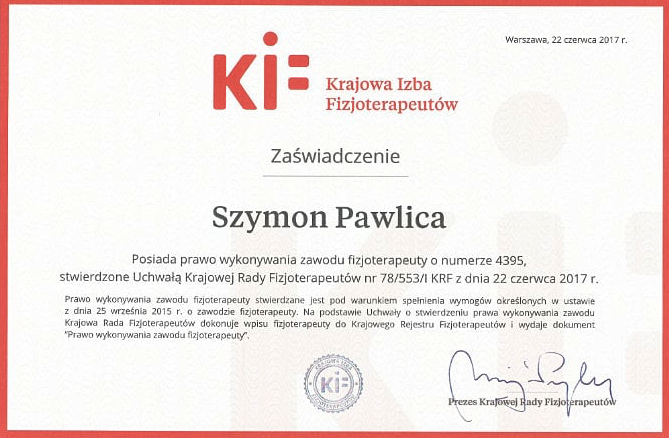 Warszawa, 22 czerwca 2017 r.
KIF
Krajowa Izba
Fizjoterapeutów
Zaświadczenie
Szymon Pawlica
Posiada prawo wykonywania zawodu fizjoterapeuty o numerze 4395,
stwierdzone Uchwałą Krajowej Rady Fizjoterapeutów nr 78/553/I KRF z dnia 22 czerwca 2017 r.
Prawo wykonywania zawodu fizjoterapeuty stwierdzane jest pod warunkiem spełnienia wymogów określonych w ustawie
z dnia 25 września 2015 r. o zawodzie fizjoterapeuty. Na podstawie Uchwały o stwierdzeniu prawa wykonywania zawodu
Krajowa Rada Fizjoterapeutów dokonuje wpisu fizjoterapeuty do Krajowego Rejestru Fizjoterapeutów i wydaje dokument
"Prawo wykonywania zawodu fizjoterapeuty".
KRAJOWA IZBA
KIF
FIZJOTERAPEUTÓW
Prezes Krajowej Rady Fizjoterapeutów